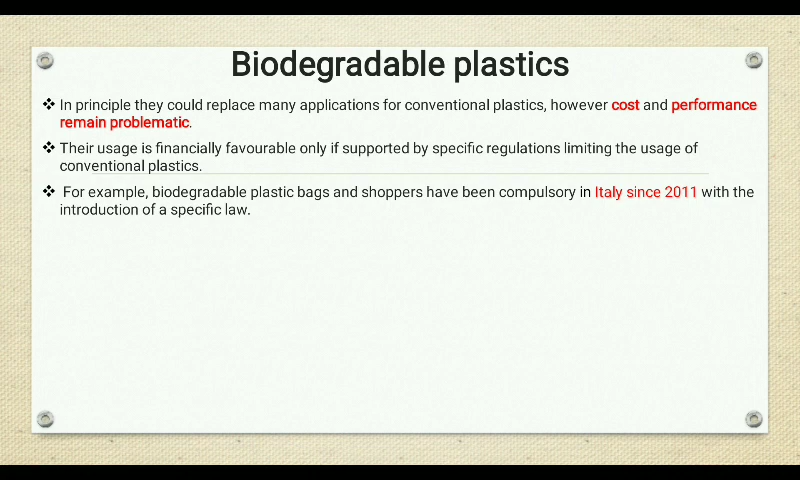 Biodegradable plastics
❖ In principle they could replace many applications for conventional plastics, however cost and performance
remain problematic.
❖ Their usage is financially favourable only if supported by specific regulations limiting the usage of
conventional plastics.
❖ For example, biodegradable plastic bags and shoppers have been compulsory in Italy since 2011 with the
introduction of a specific law.